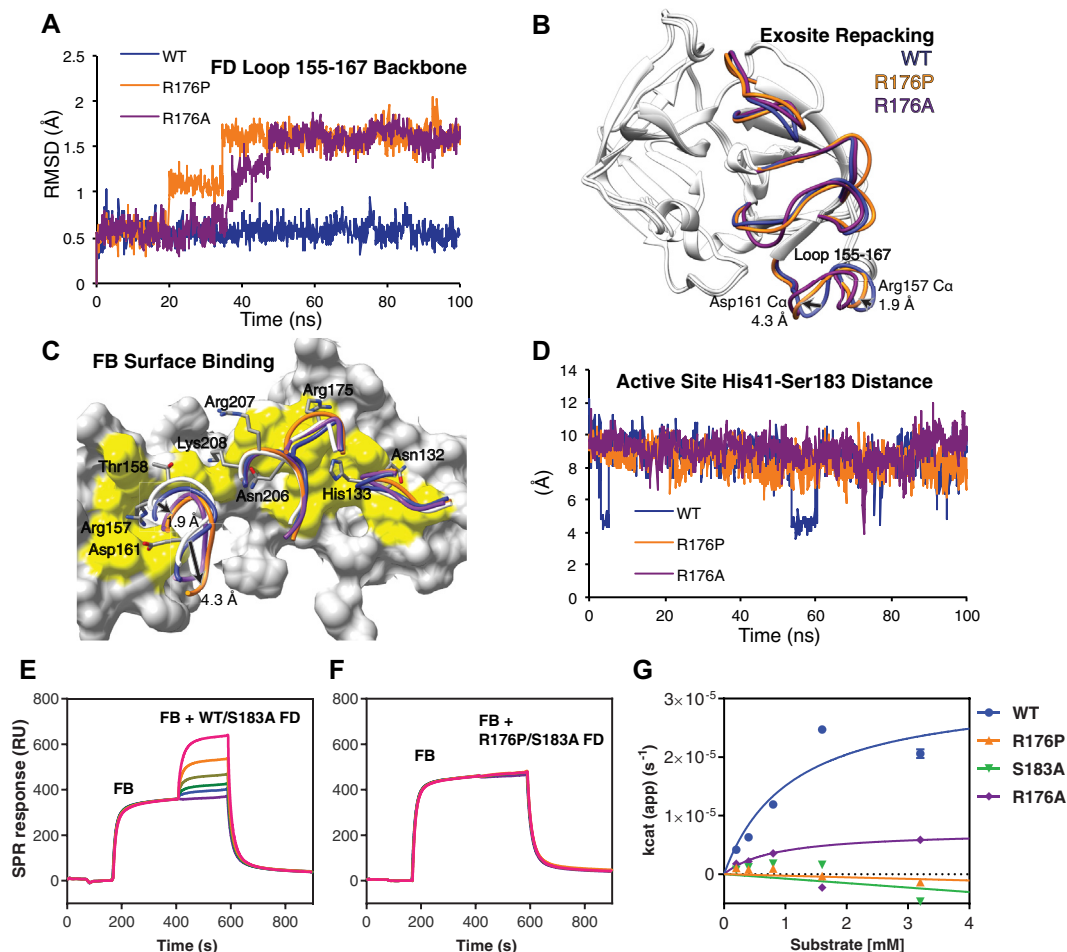 A
2.5
2
1.5
1
0.5
0
RMSD (Å)
WT
R176P
R176A
FD Loop 155-167 Backbone
0
20
40
60
80
100
Time (ns)
B
Exosite Repacking
WT
R176P
R176A
Loop 155-167
Asp161 Cα
4.3 Å
Arg157 Cα
1.9 Å
C
FB Surface Binding
Arg207
Arg175
Lys208
Thr158
Asn206
Asn132
His133
Arg157
1.9 Å
Asp161
4.3 Å
D
Active Site His41-Ser183 Distance
14
12
10
8
6
4
2
0
(Å)
WT
R176P
R176A
0
20
40
60
80
100
Time (ns)
E
800
600
400
200
0
SPR response (RU)
FB + WT/S183A FD
FB
0
200
400
600
800
Time (s)
F
800
600
400
200
0
FB +
R176P/S183A FD
FB
0
200
400
600
800
Time (s)
G
3×10-5
2×10-5
1×10-5
0
kcat (app) (s-1)
WT
R176P
S183A
R176A
0
1
2
3
4
Substrate [mM]